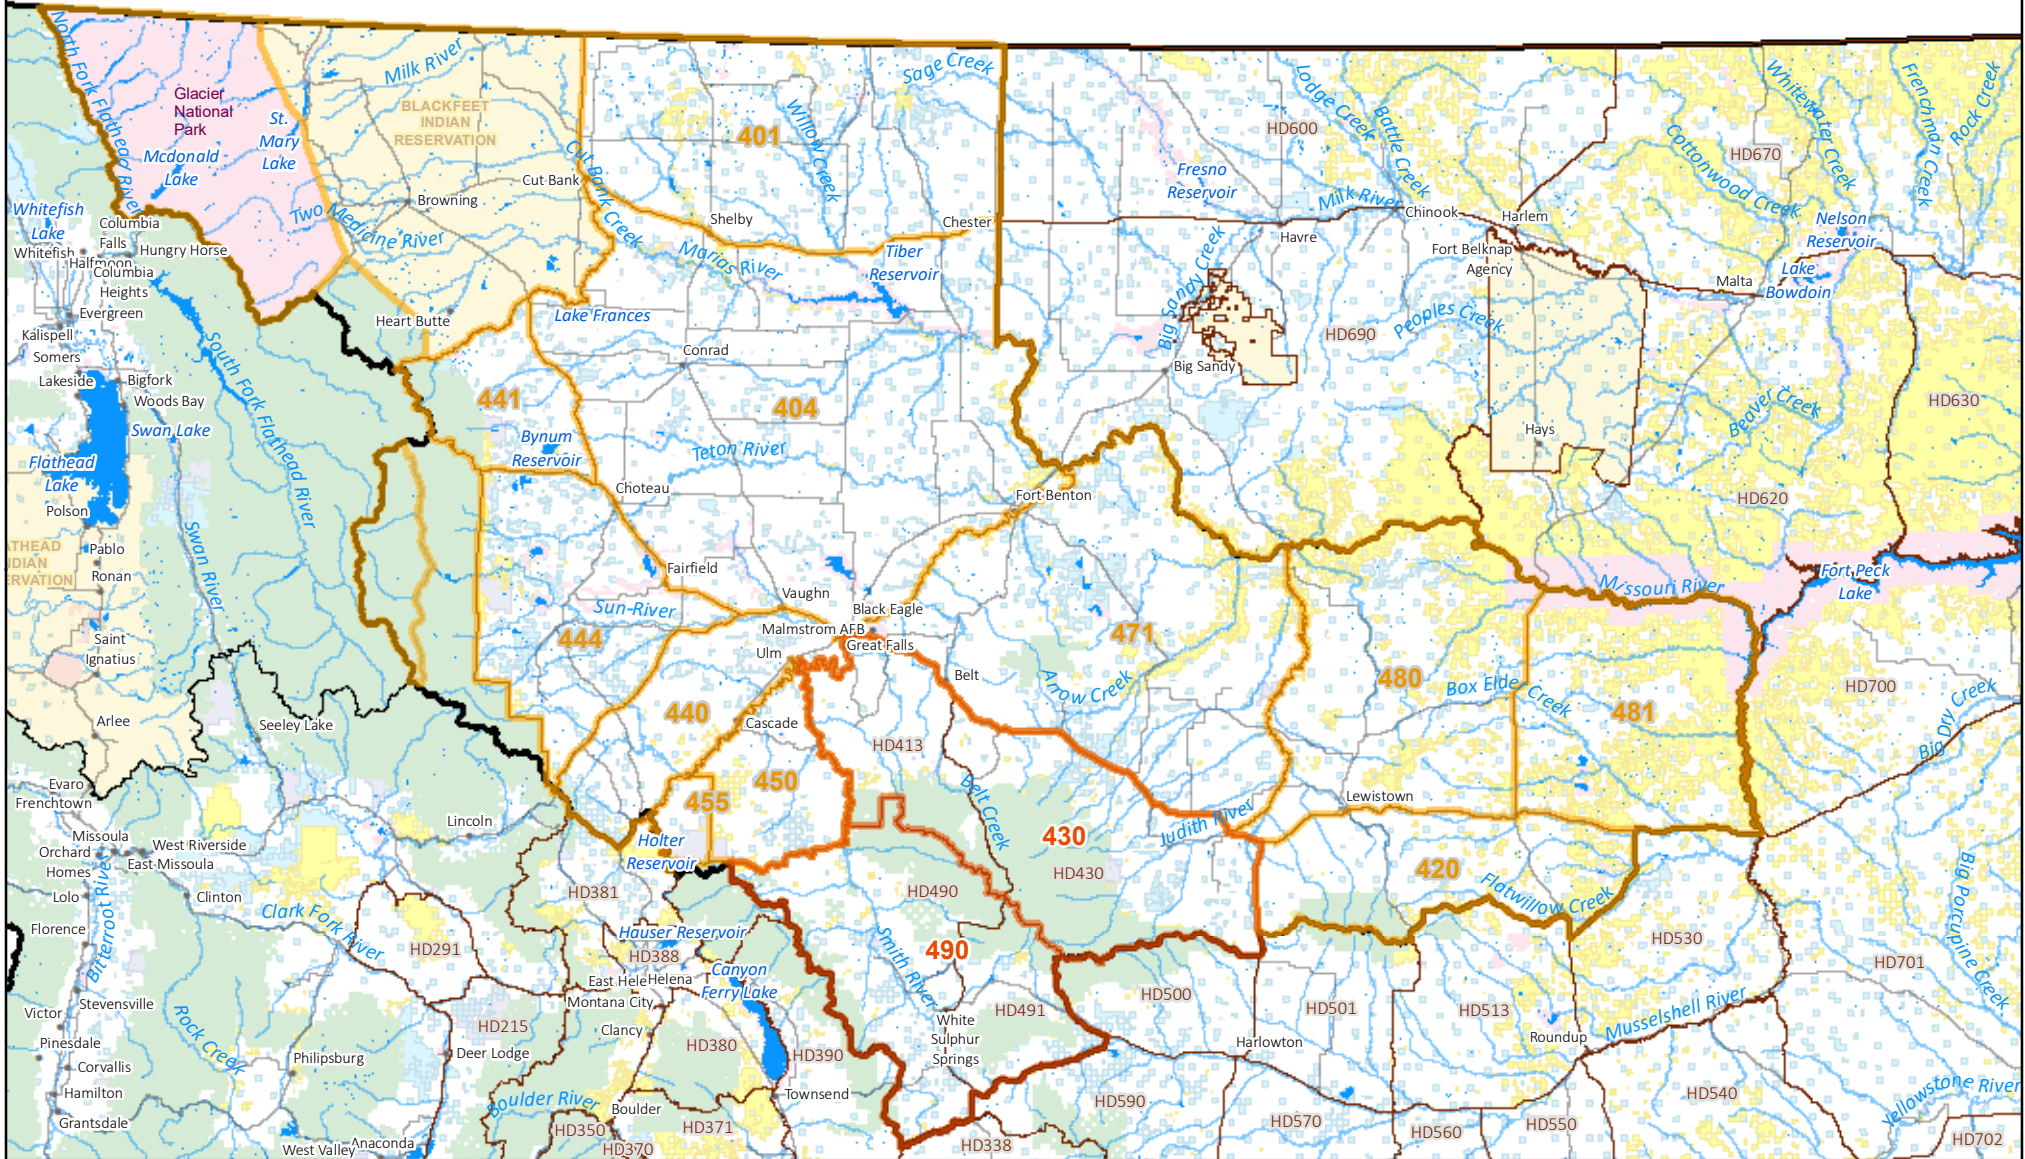 North Fork Flathead River
Glacier
National
Park
Mcdonald
Lake
St.
Mary
Lake
Milk River
BLACKFEET
INDIAN
RESERVATION
Cut Bank
Cut Bank Creek
Browning
Two Medicine River
Heart Butte
401
Willow Creek
Sage Creek
Shelby
Chester
Marias River
Tiber
Reservoir
Lake Frances
HD600
Lodge Creek
Battle Creek
Fresno
Reservoir
Milk River
Chinook
Harlem
Havre
Fort Belknap
Agency
HD670
Cottonwood Creek
Whitewater Creek
Frenchman Creek
Rock Creek
Nelson
Reservoir
Lake
Bowdoin
Malta
Big Sandy Creek
Big Sandy
HD690
Peoples Creek
Hays
Beaver Creek
HD630
HD620
Whitefish
Lake
Whitefish
Columbia
Falls
Halfmoon
Hungry Horse
Columbia
Heights
Evergreen
Kalispell
Somers
Lakeside
Bigfork
Woods Bay
Swan Lake
Flathead
Lake
Polson
South Fork Flathead River
Swan River
ATHEAD
NDIAN
ERVATION
Pablo
Ronan
Saint
Ignatius
Arlee
441
Bynum
Reservoir
Conrad
404
Teton River
Choteau
Fort Benton
Fairfield
Vaughn
Sun-River
444
Black Eagle
Malmstrom AFB
Great Falls
Ulm
471
Arrow Creek
480
Box Elder Creek
481
Missouri River
Fort Peck
Lake
HD700
Big Dry Creek
Seeley Lake
440
Cascade
Belt
HD413
450
455
Belt Creek
430
HD430
Judith River
Lewistown
420
Flatwillow Creek
Evaro
Frenchtown
Missoula
Orchard
Homes
West Riverside
East Missoula
Lolo
Clinton
Lincoln
Holter
Reservoir
HD381
Florence
Bitterroot River
Clark Fork River
HD291
Hauser Reservoir
HD388
East Hele
Helena
Canyon
Ferry Lake
Montana City
Clancy
HD490
490
Smith River
HD491
White
Sulphur
Springs
HD500
HD501
HD513
HD530
HD701
Big Porcupine Creek
Musselshell River
Roundup
Harlowton
Stevensville
Victor
Pinesdale
Corvallis
Hamilton
Grantsdale
Rock Creek
Philipsburg
HD215
Deer Lodge
HD380
HD390
Townsend
Boulder River
Boulder
HD350
HD370
HD371
West Valley
Anaconda
HD338
HD590
HD570
HD560
HD550
HD540
Yellowstone River
HD702